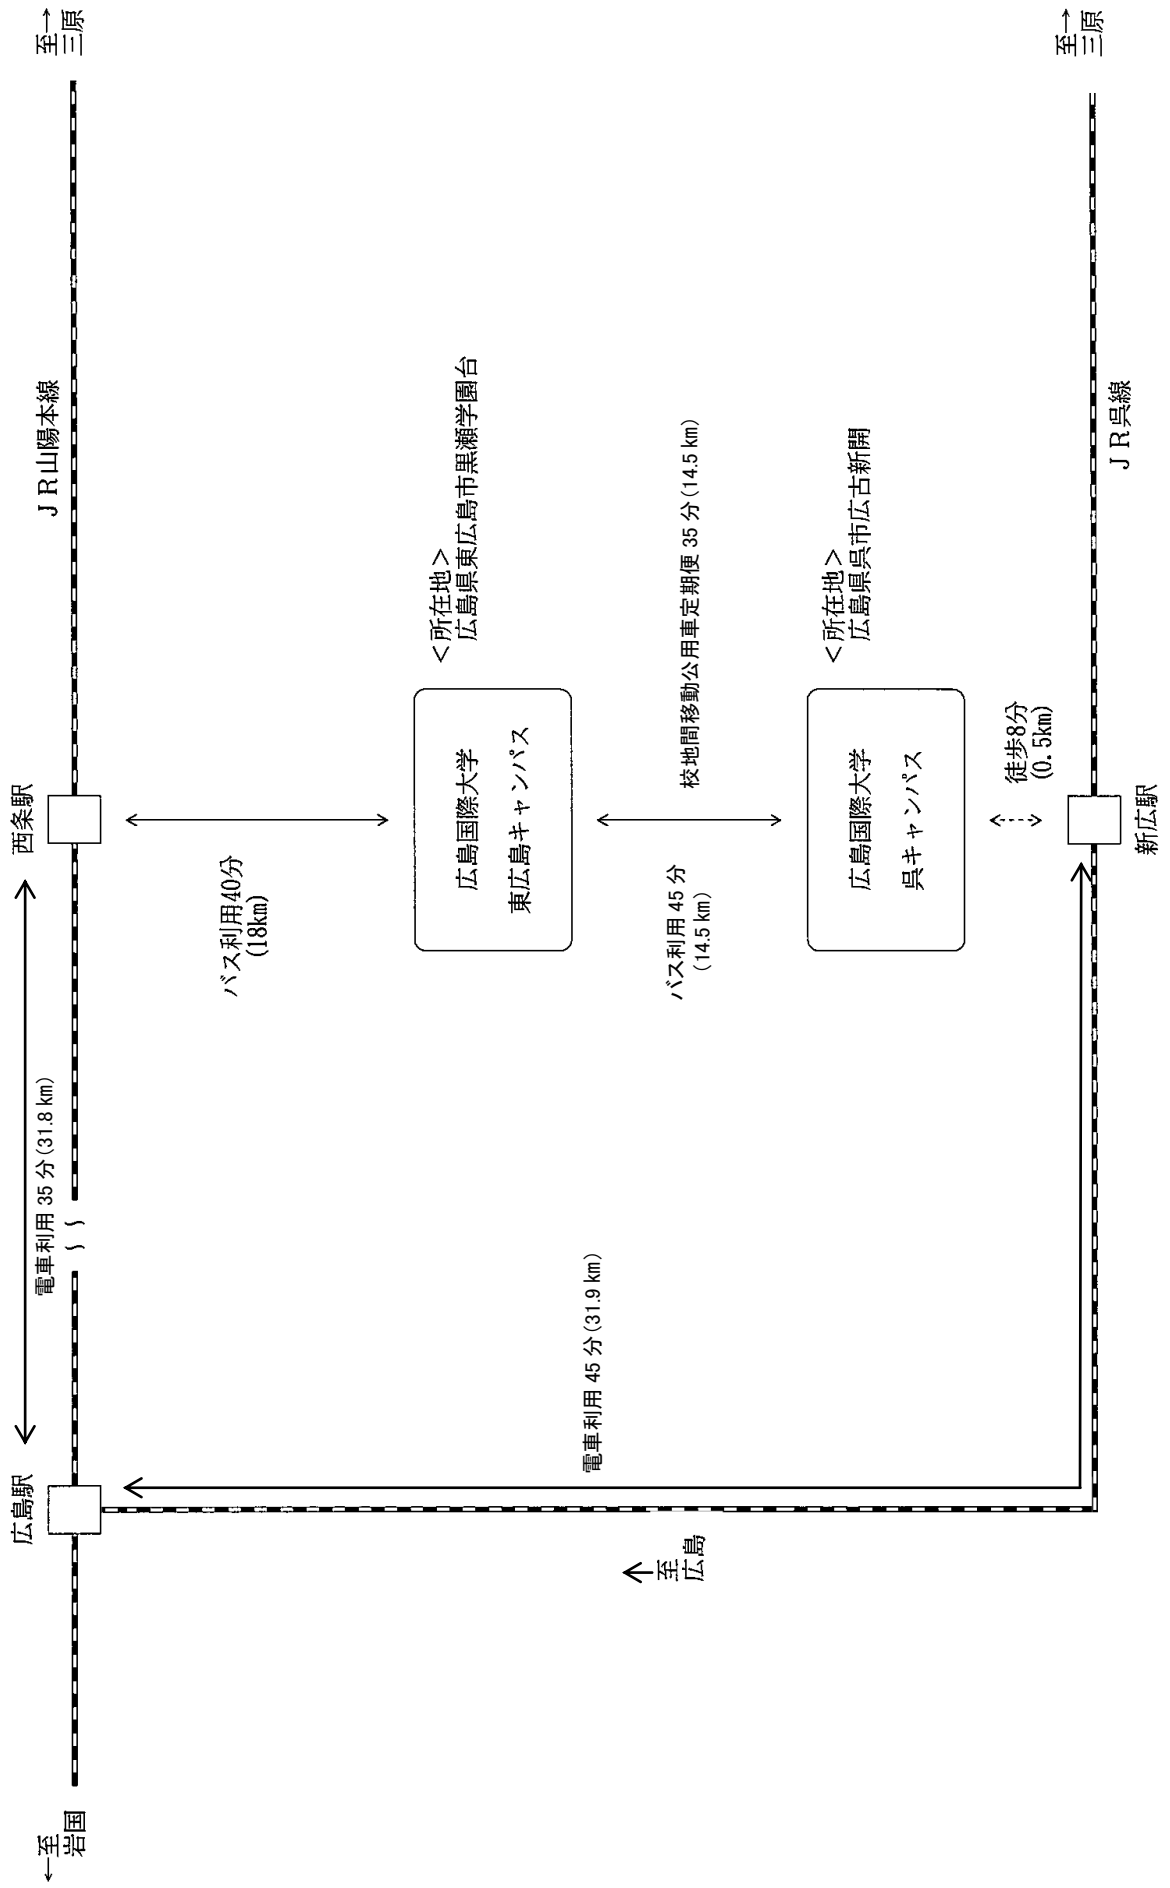 ←至
岩国
広島駅
電車利用 35 分(31.8 km)
西条駅
JR山陽本線
至→
三原
バス利用40分
(18km)
広島国際大学
東広島キャンパス
＜所在地＞
広島県東広島市黒瀬学園台
↑
至
広島
電車利用 45 分(31.9 km)
バス利用 45 分
(14.5 km)
校地間移動公用車定期便 35 分(14.5 km)
広島国際大学
呉キャンパス
＜所在地＞
広島県呉市広古新開
徒歩8分
(0.5km)
新広駅
JR呉線
至→
三原